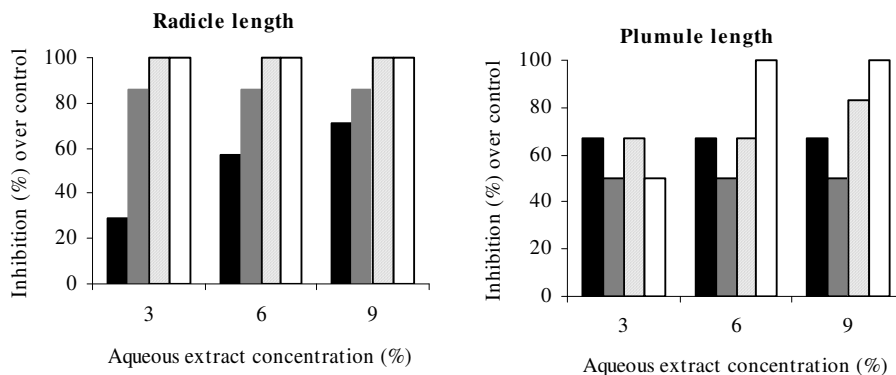 Radicle length
Inhibition (%) over control
100
80
60
40
20
0
3 6 9
Aqueous extract concentration (%)
Plumule length
Inhibition (%) over control
100
80
60
40
20
0
3 6 9
Aqueous extract concentration (%)